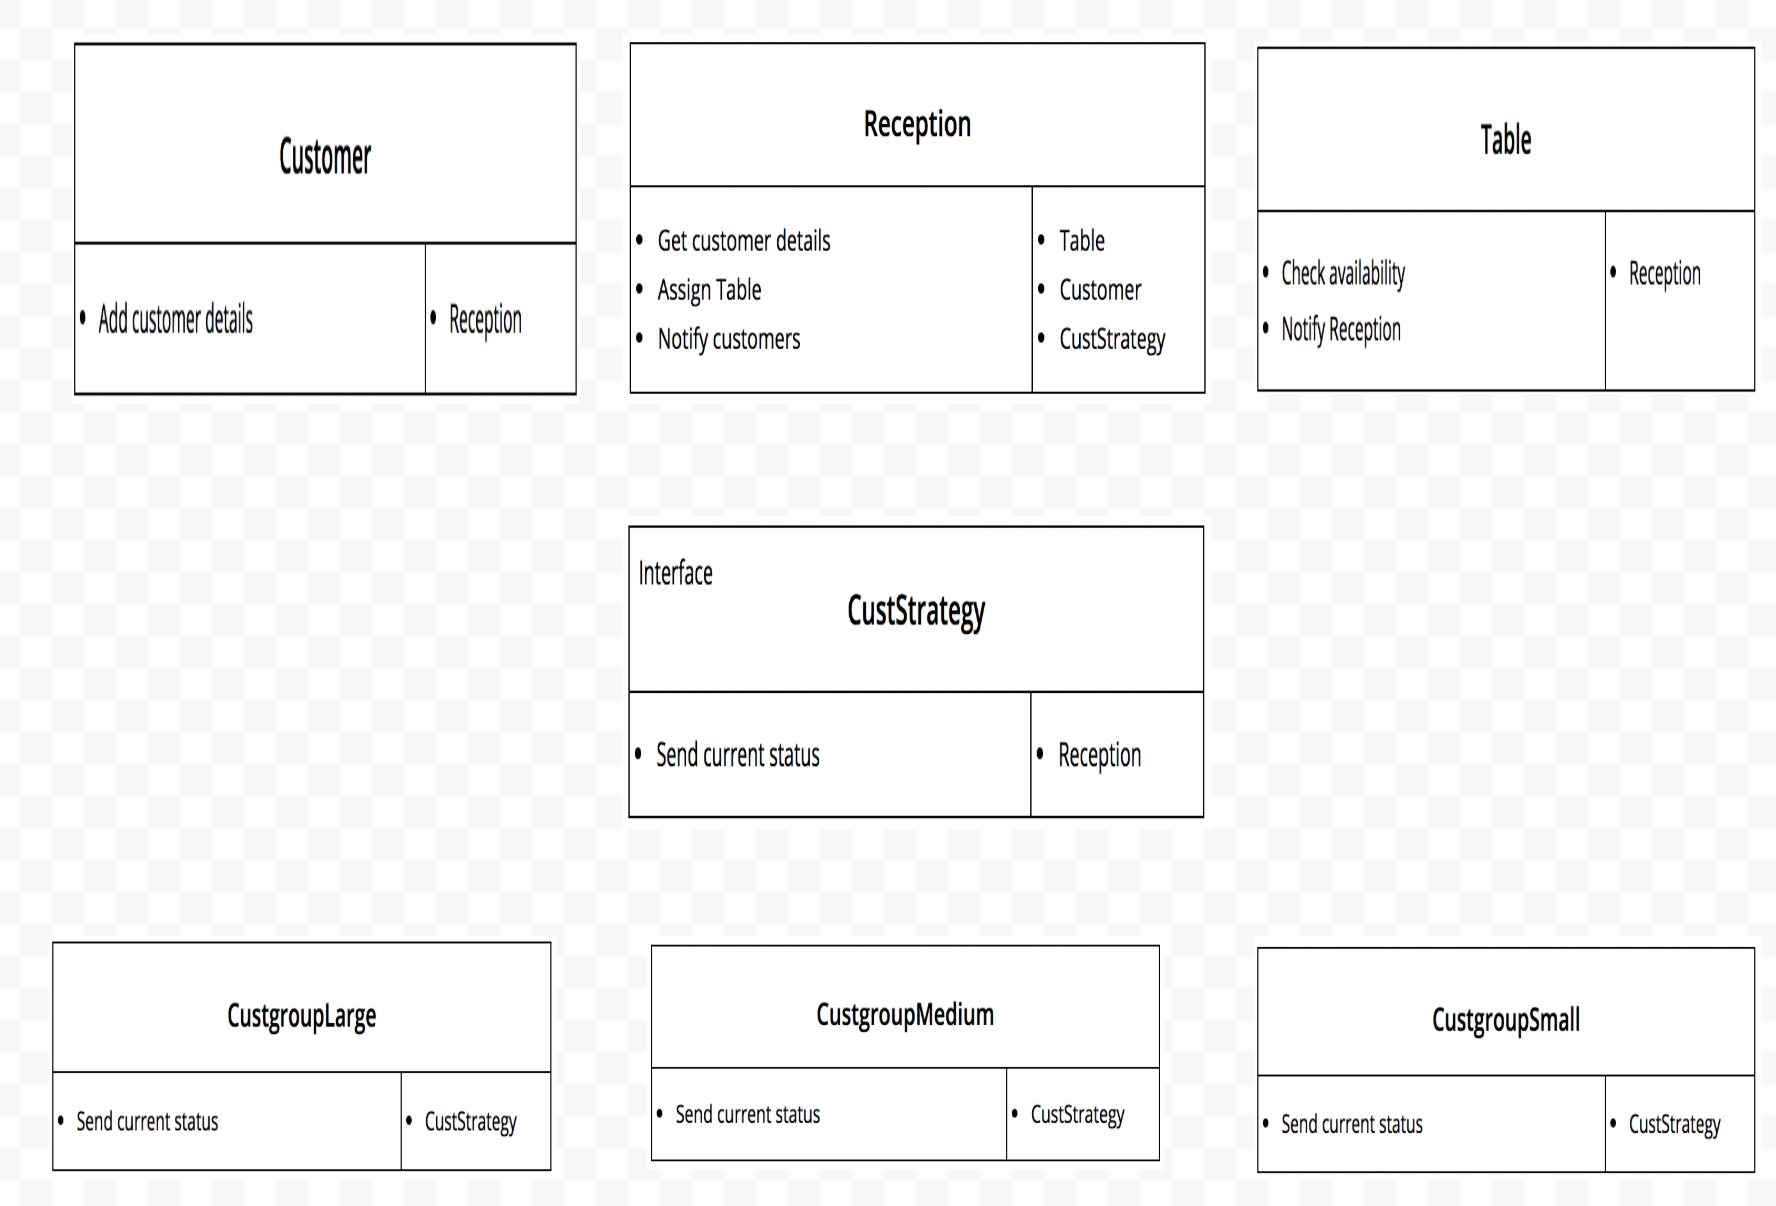 Customer
• Add customer details
• Reception
Reception
• Get customer details
• Assign Table
• Notify customers
• Table
• Customer
• CustStrategy
Table
• Check availability
• Notify Reception
• Reception
Interface
CustStrategy
• Send current status
• Reception
CustgroupLarge
• Send current status
• CustStrategy
CustgroupMedium
• Send current status
• CustStrategy
CustgroupSmall
• Send current status
• CustStrategy